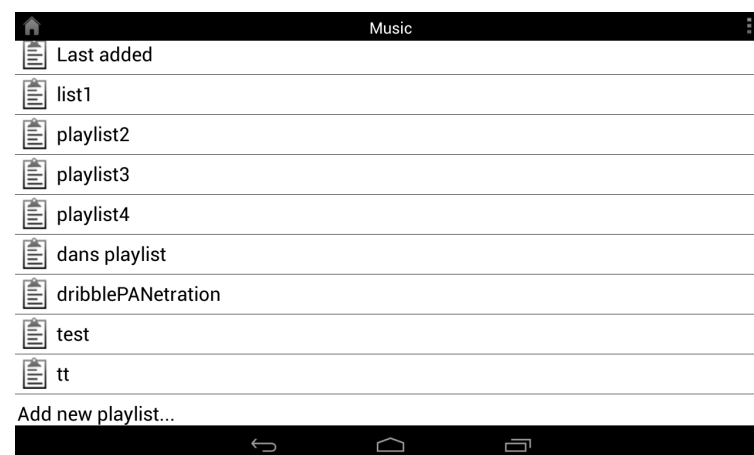 Music
Last added
list1
playlist2
playlist3
playlist4
dans playlist
dribblePANetration
test
tt
Add new playlist...